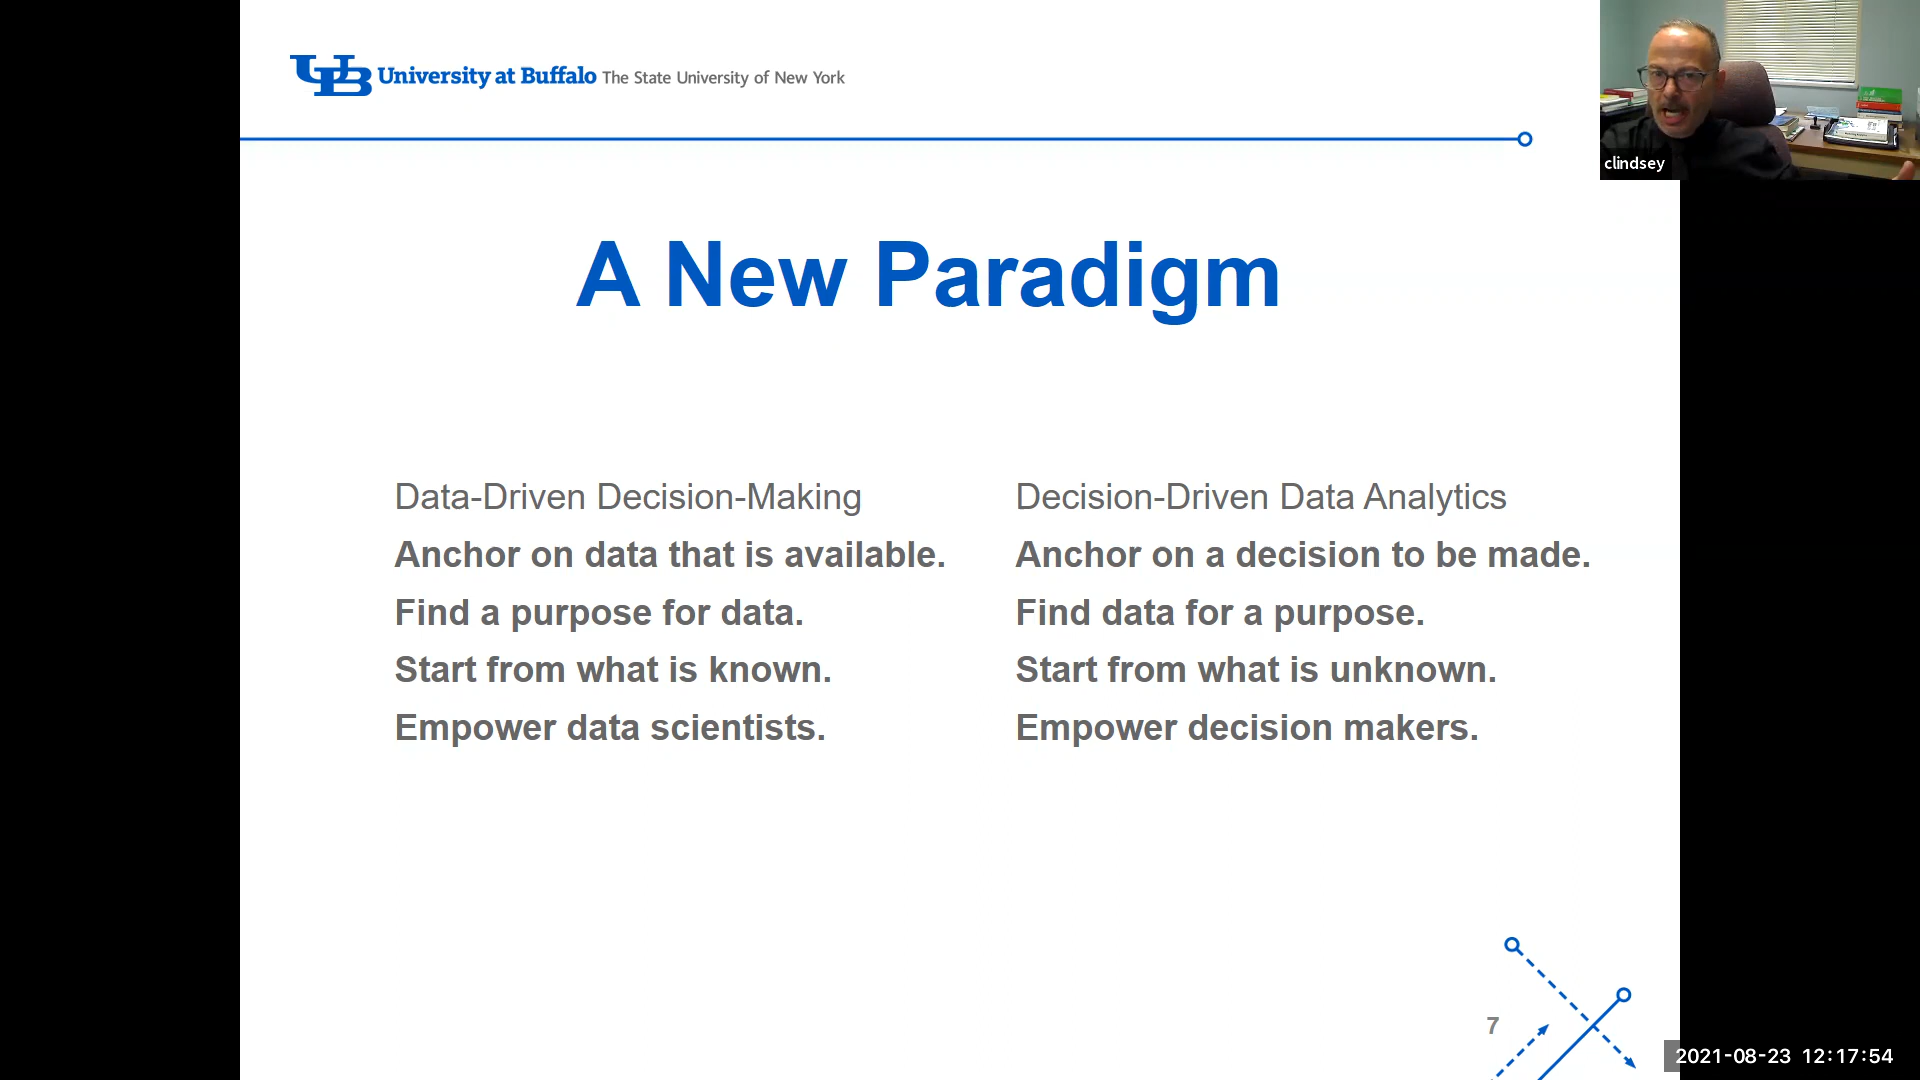 University at Buffalo The State University of New York
clindsey
A New Paradigm
Data-Driven Decision-Making
Anchor on data that is available.
Find a purpose for data.
Start from what is known.
Empower data scientists.
Decision-Driven Data Analytics
Anchor on a decision to be made.
Find data for a purpose.
Start from what is unknown.
Empower decision makers.
7
2021-08-23 12:17:54